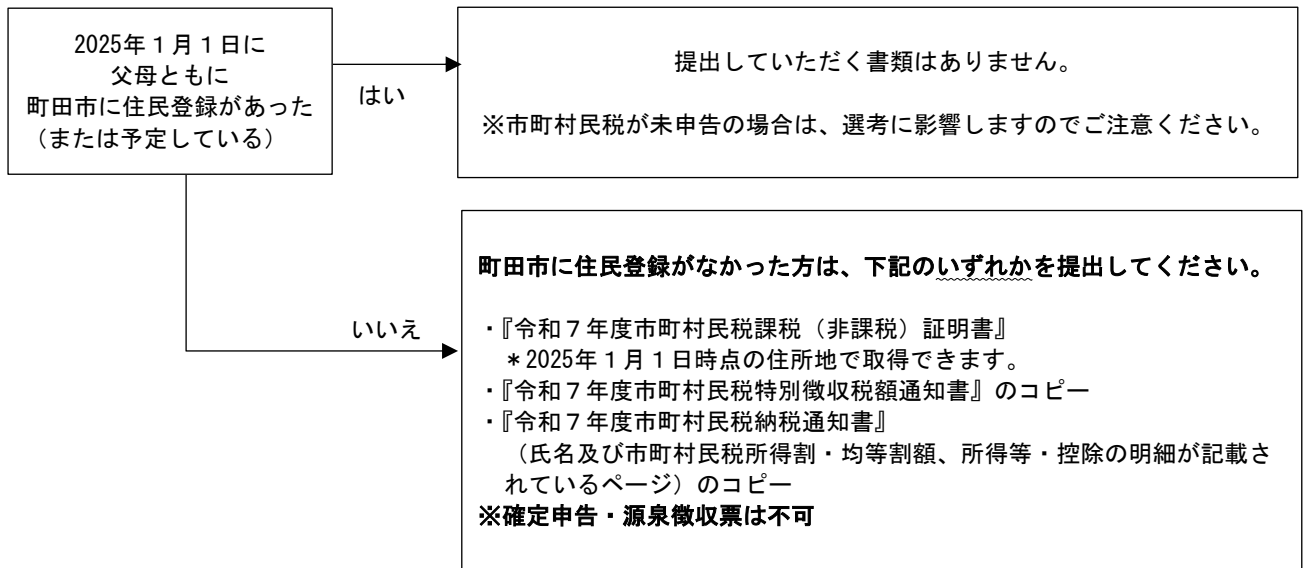 2025年１月１日に
父母ともに
町田市に住民登録があった
（または予定している）
はい
提出していただく書類はありません。
※市町村民税が未申告の場合は、選考に影響しますのでご注意ください。
いいえ
町田市に住民登録がなかった方は、下記のいずれかを提出してください。
・『令和７年度市町村民税課税（非課税）証明書』
＊2025年１月１日時点の住所地で取得できます。
・『令和７年度市町村民税特別徴収税額通知書』のコピー
・『令和７年度市町村民税納税通知書』
（氏名及び市町村民税所得割・均等割額、所得等・控除の明細が記載さ
れているページ）のコピー
※確定申告・源泉徴収票は不可